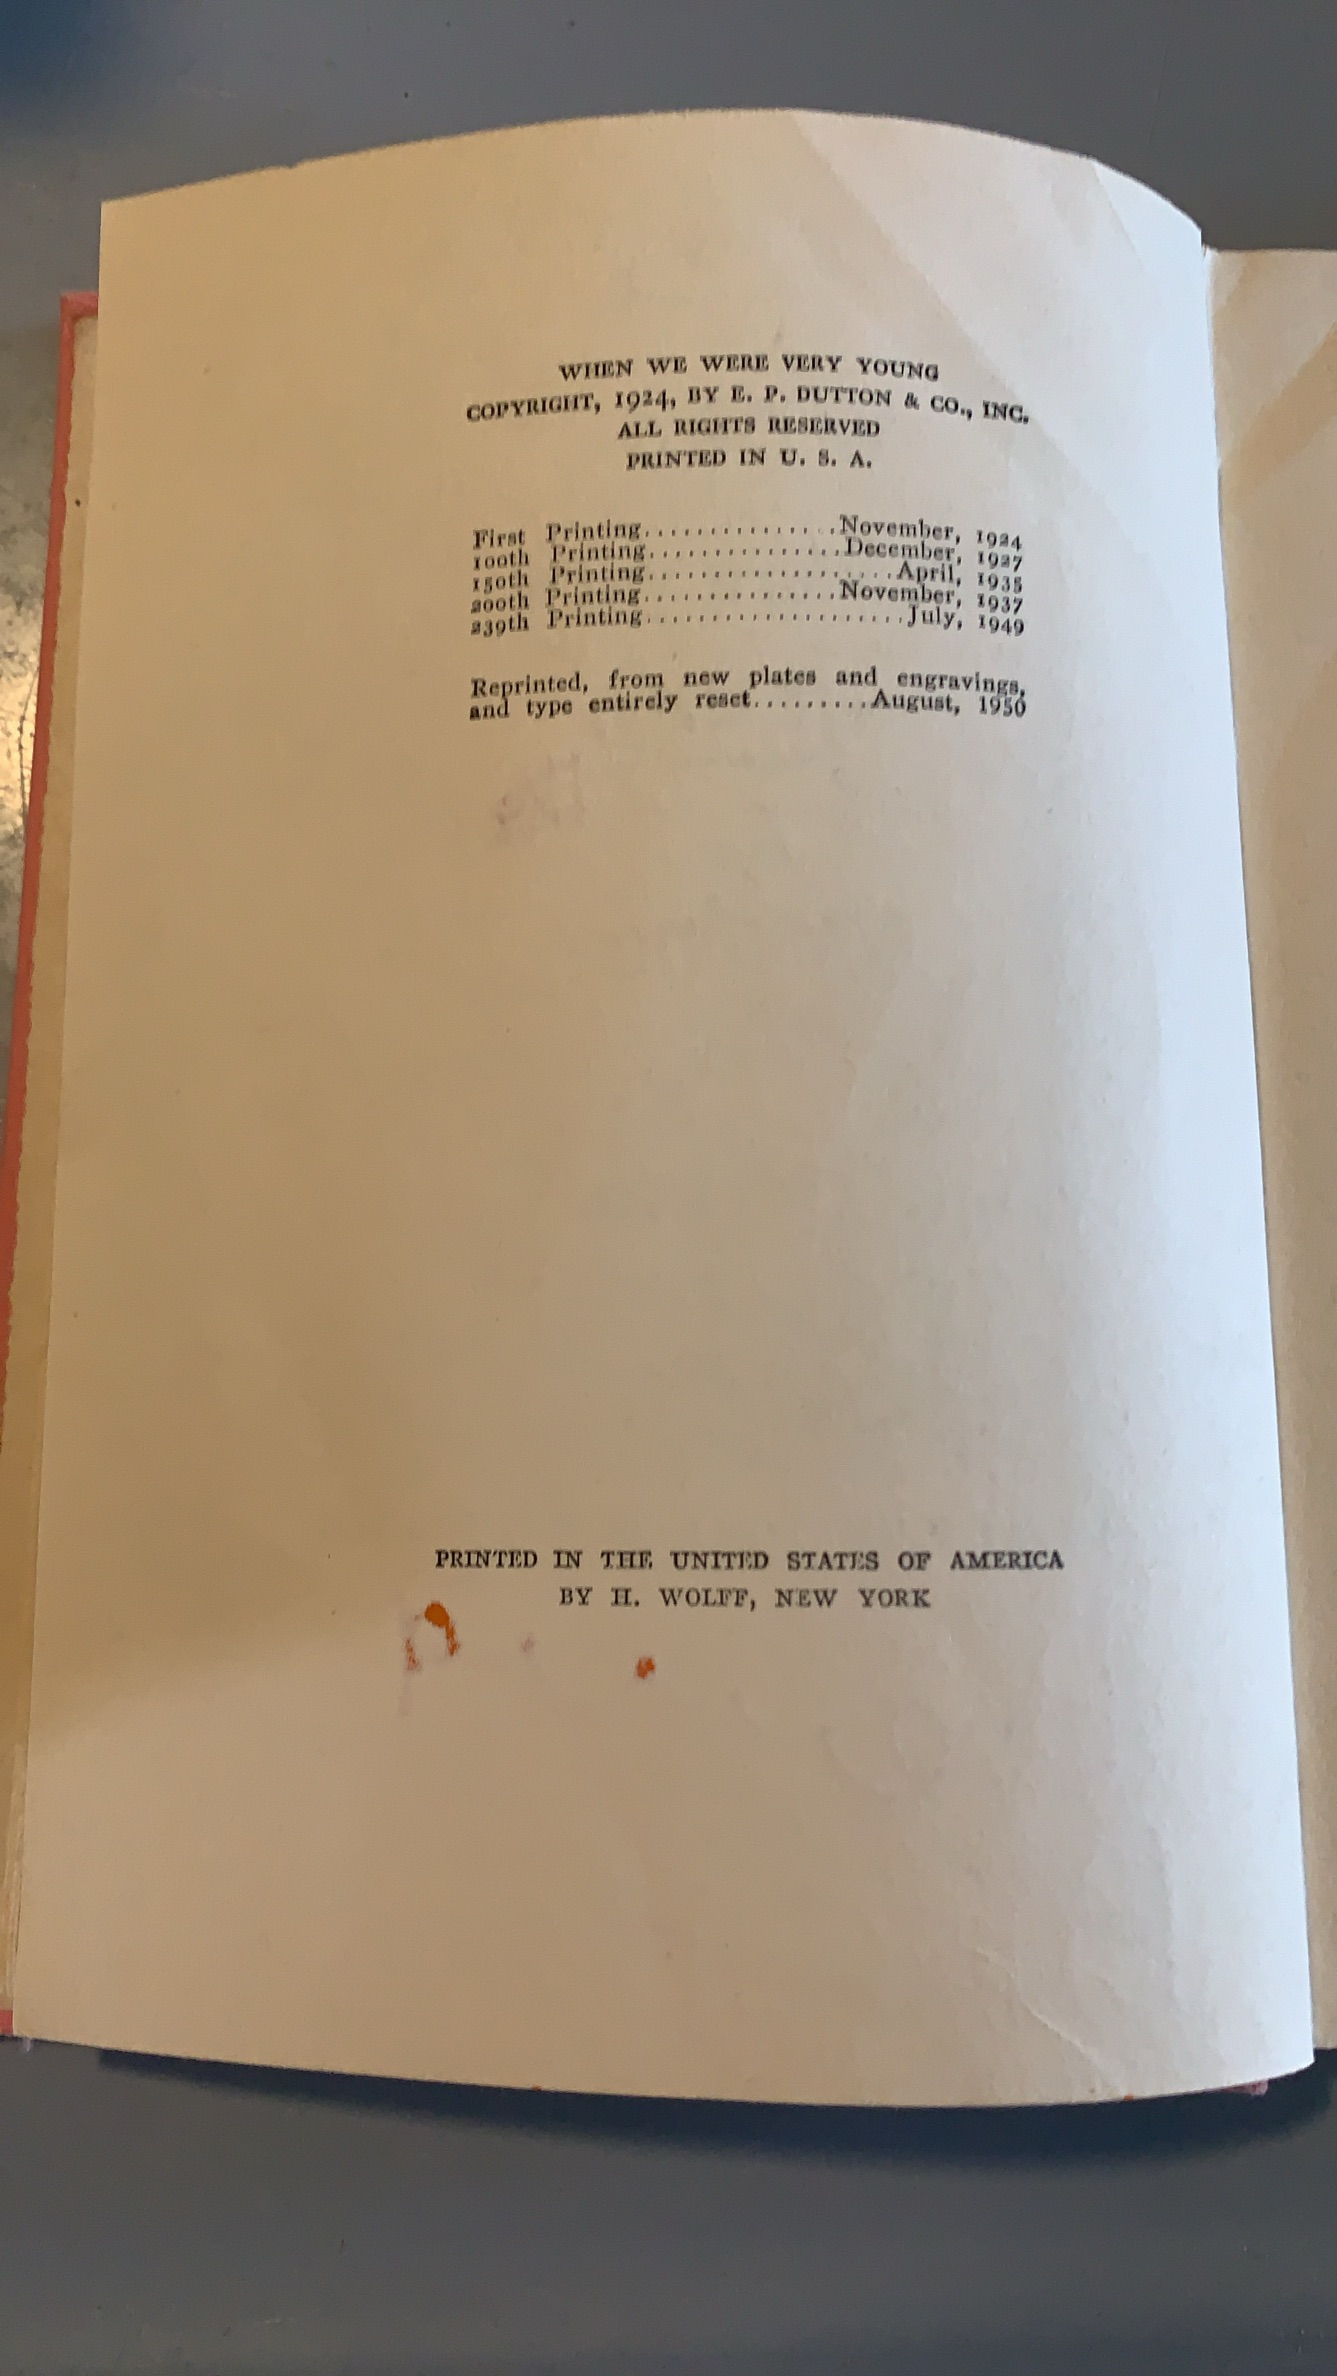 WHEN WE WERE VERY YOUNG
COPYRIGHT, 1924, BY E. P. DUTTON & CO., INC.
ALL RIGHTS RESERVED
PRINTED IN U. S. A.
First Printing..............November, 1924
100th Printing...............December, 1927
150th Printing...................April, 1935
200th Printing...............November, 1937
239th Printing....................July, 1949
Reprinted, from new plates and engravings,
and type entirely reset.........August, 1950
PRINTED IN THE UNITED STATES OF AMERICA
BY H. WOLFF, NEW YORK